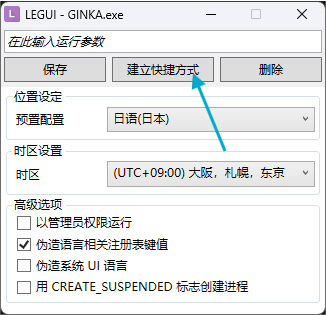 LEGUI - GINKA.exe
在此输入运行参数
保存 建立快捷方式 删除
位置设定
预置配置 日语(日本)
时区设置
时区 (UTC+09:00) 大阪，札幌，东京
高级选项
以管理员权限运行
伪造语言相关注册表键值
伪造系统 UI 语言
用 CREATE_SUSPENDED 标志创建进程